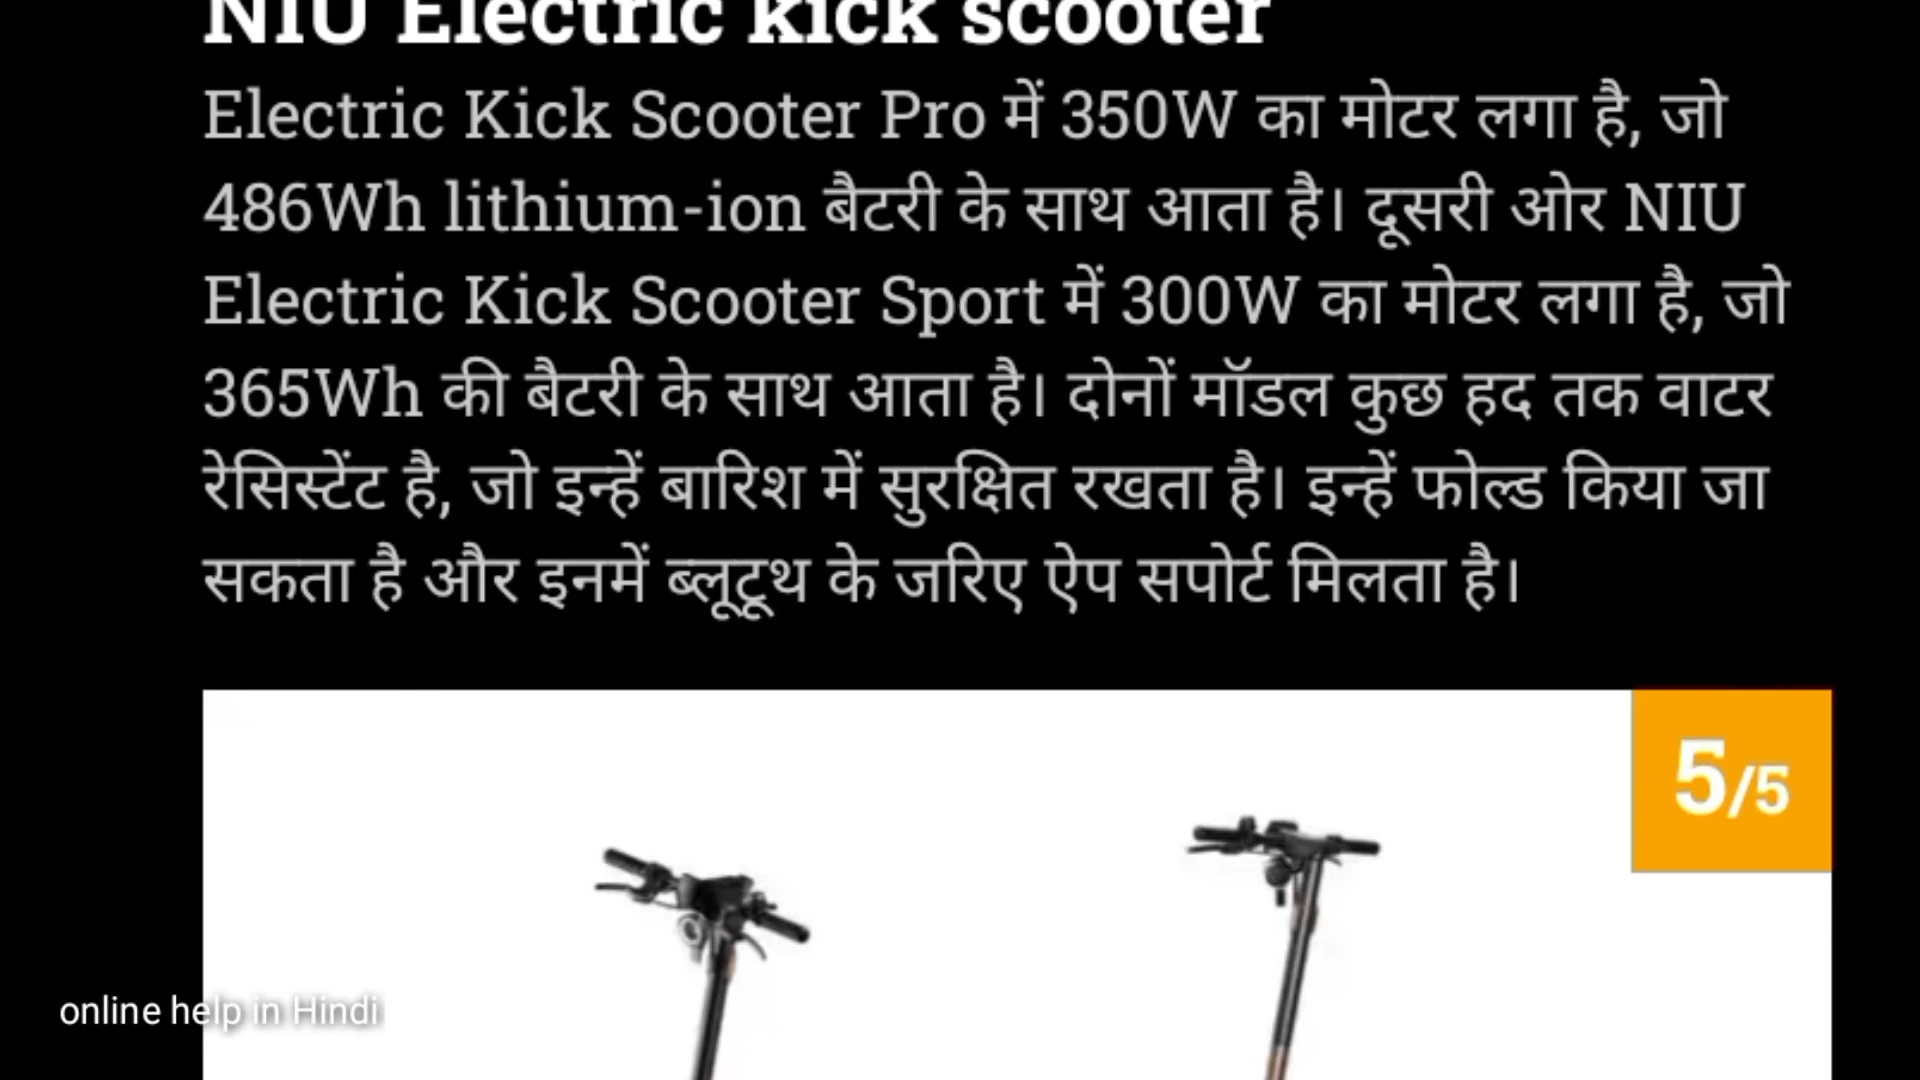 NIU Electric kick scooter
Electric Kick Scooter Pro में 350W का मोटर लगा है, जो
486Wh lithium-ion बैटरी के साथ आता है। दूसरी ओर NIU
Electric Kick Scooter Sport में 300W का मोटर लगा है, जो
365Wh की बैटरी के साथ आता है। दोनों मॉडल कुछ हद तक वाटर
रेसिस्टेंट है, जो इन्हें बारिश में सुरक्षित रखता है। इन्हें फोल्ड किया जा
सकता है और इनमें ब्लूटूथ के जरिए ऐप सपोर्ट मिलता है।
5/5
online help in Hindi